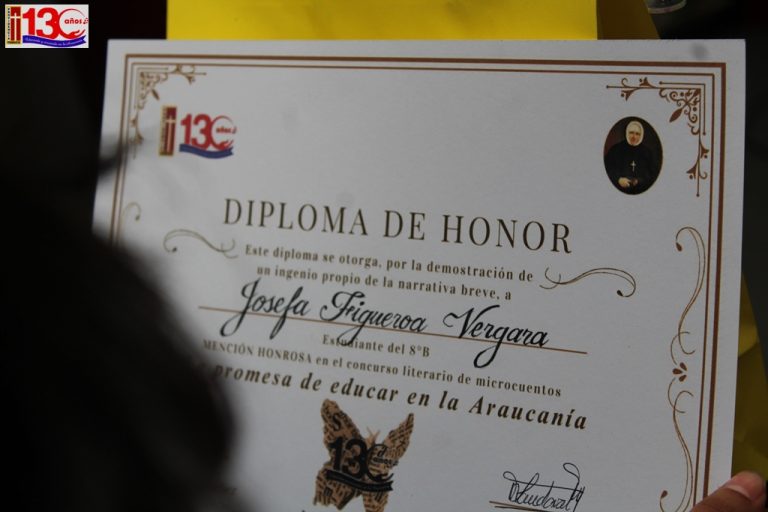 130 años
130 años
DIPLOMA DE HONOR
Este diploma se otorga, por la demostración de
un ingenio propio de la narrativa breve, a
Josefa Figueroa Vergara
Estudiante del 8°B
MENCIÓN HONROSA en el concurso literario de microcuentos
promesa de educar en la Araucanía
130 años